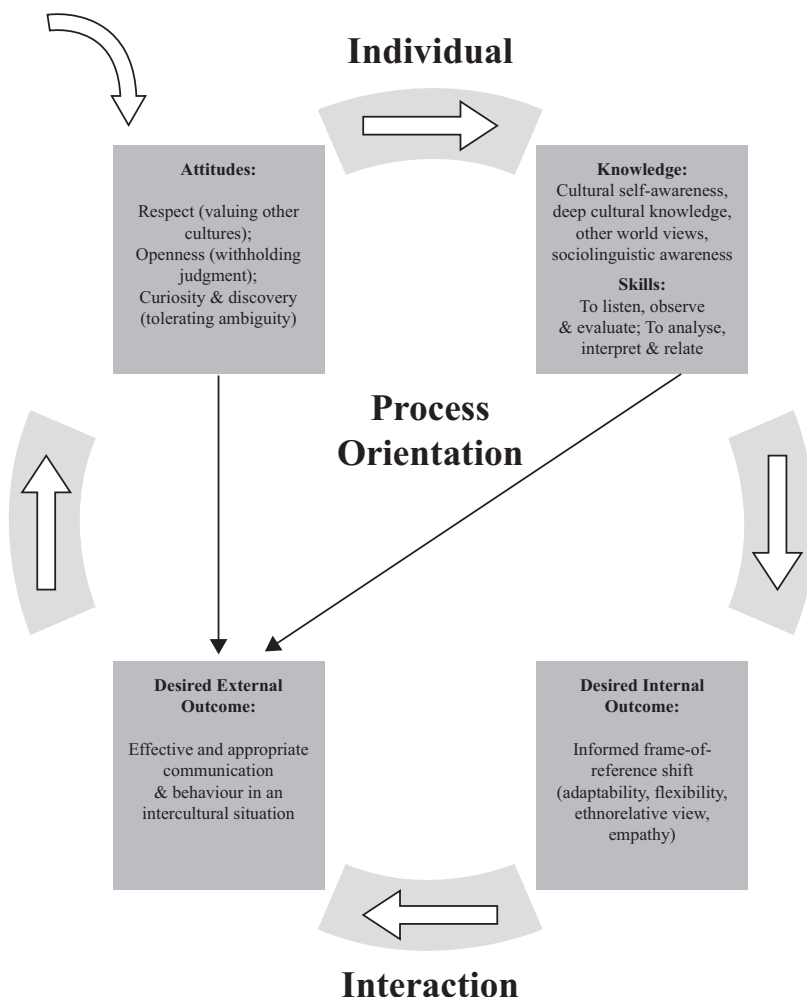 Individual
Attitudes:
Respect (valuing other
cultures);
Openness (withholding
judgment);
Curiosity & discovery
(tolerating ambiguity)
Knowledge:
Cultural self-awareness,
deep cultural knowledge,
other world views,
sociolinguistic awareness
Skills:
To listen, observe
& evaluate; To analyse,
interpret & relate
Process
Orientation
Desired External
Outcome:
Effective and appropriate
communication
& behaviour in an
intercultural situation
Desired Internal
Outcome:
Informed frame-of-
reference shift
(adaptability, flexibility,
ethnorelative view,
empathy)
Interaction